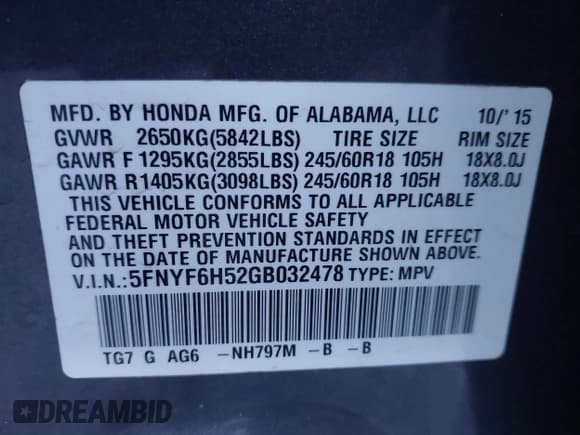 MFD. BY HONDA MFG. OF ALABAMA, LLC 10/'15
GVWR 2650KG(5842LBS) TIRE SIZE RIM SIZE
GAWR F1295KG(2855LBS) 245/60R18 105H 18X8.0J
GAWR R1405KG(3098LBS) 245/60R18 105H 18X8.0J
THIS VEHICLE CONFORMS TO ALL APPLICABLE
FEDERAL MOTOR VEHICLE SAFETY
AND THEFT PREVENTION STANDARDS IN EFFECT
ON THE DATE OF MANUFACTURE SHOWN ABOVE.
V.I.N.:5FNYF6H52GB032478 TYPE: MPV
TG7 G AG6 -NH797M -B -B
DREAMBID